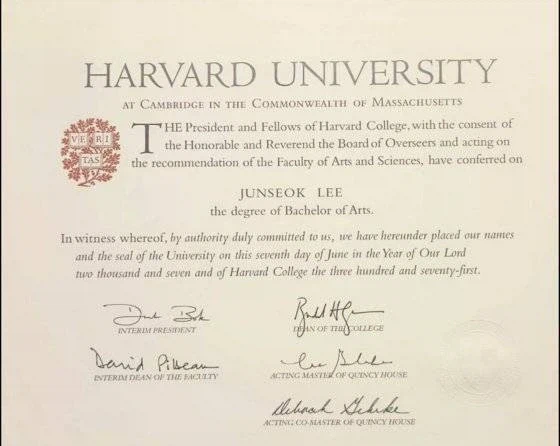 HARVARD UNIVERSITY
AT CAMBRIDGE IN THE COMMONWEALTH OF MASSACHUSETTS
VE RI
TAS
THE President and Fellows of Harvard College, with the consent of
the Honorable and Reverend the Board of Overseers and acting on
the recommendation of the Faculty of Arts and Sciences, have conferred on
JUNSEOK LEE
the degree of Bachelor of Arts.
In witness whereof, by authority duly committed to us, we have hereunder placed our names
and the seal of the University on this seventh day of June in the Year of Our Lord
two thousand and seven and of Harvard College the three hundred and seventy-first.
INTERIM PRESIDENT
DEAN OF THE COLLEGE
David Pilbeam
INTERIM DEAN OF THE FACULTY
ACTING MASTER OF QUINCY HOUSE
Deborah Gehrke
ACTING CO-MASTER OF QUINCY HOUSE